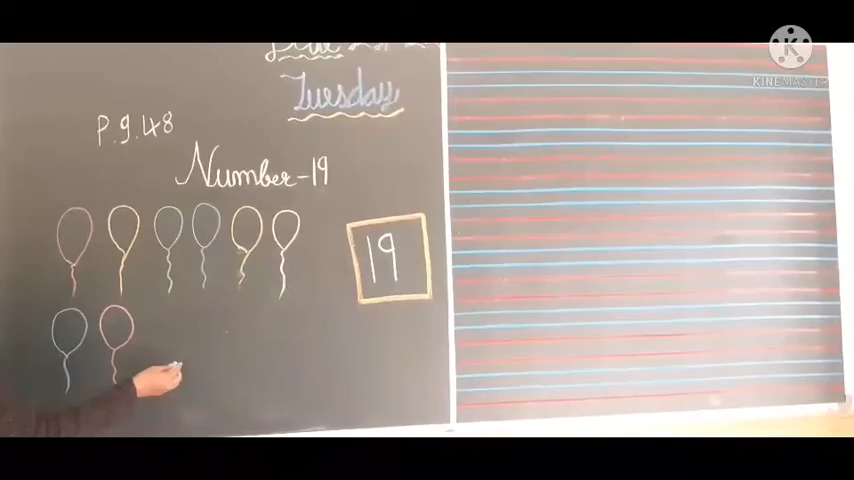 Tuesday
P.g.48
Number-19
19
K
KINEMASTER